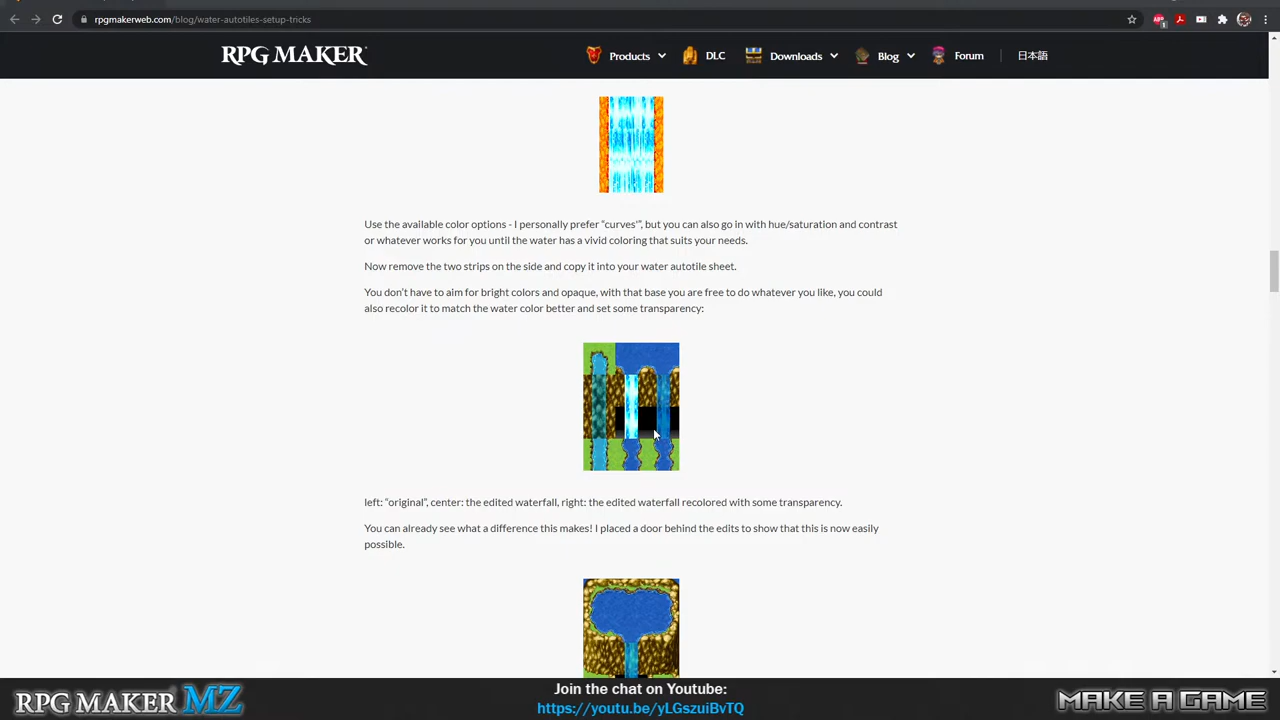 rpgmakerweb.com/blog/water-autotiles-setup-tricks
RPG MAKER
Products
DLC
Downloads
Blog
Forum
日本語
Use the available color options - I personally prefer “curves'”, but you can also go in with hue/saturation and contrast
or whatever works for you until the water has a vivid coloring that suits your needs.
Now remove the two strips on the side and copy it into your water autotile sheet.
You don’t have to aim for bright colors and opaque, with that base you are free to do whatever you like, you could
also recolor it to match the water color better and set some transparency:
left: “original”, center: the edited waterfall, right: the edited waterfall recolored with some transparency.
You can already see what a difference this makes! I placed a door behind the edits to show that this is now easily
possible.
RPG MAKER MZ
Join the chat on Youtube:
https://youtu.be/yLGszuiBvTQ
MAKE A GAME